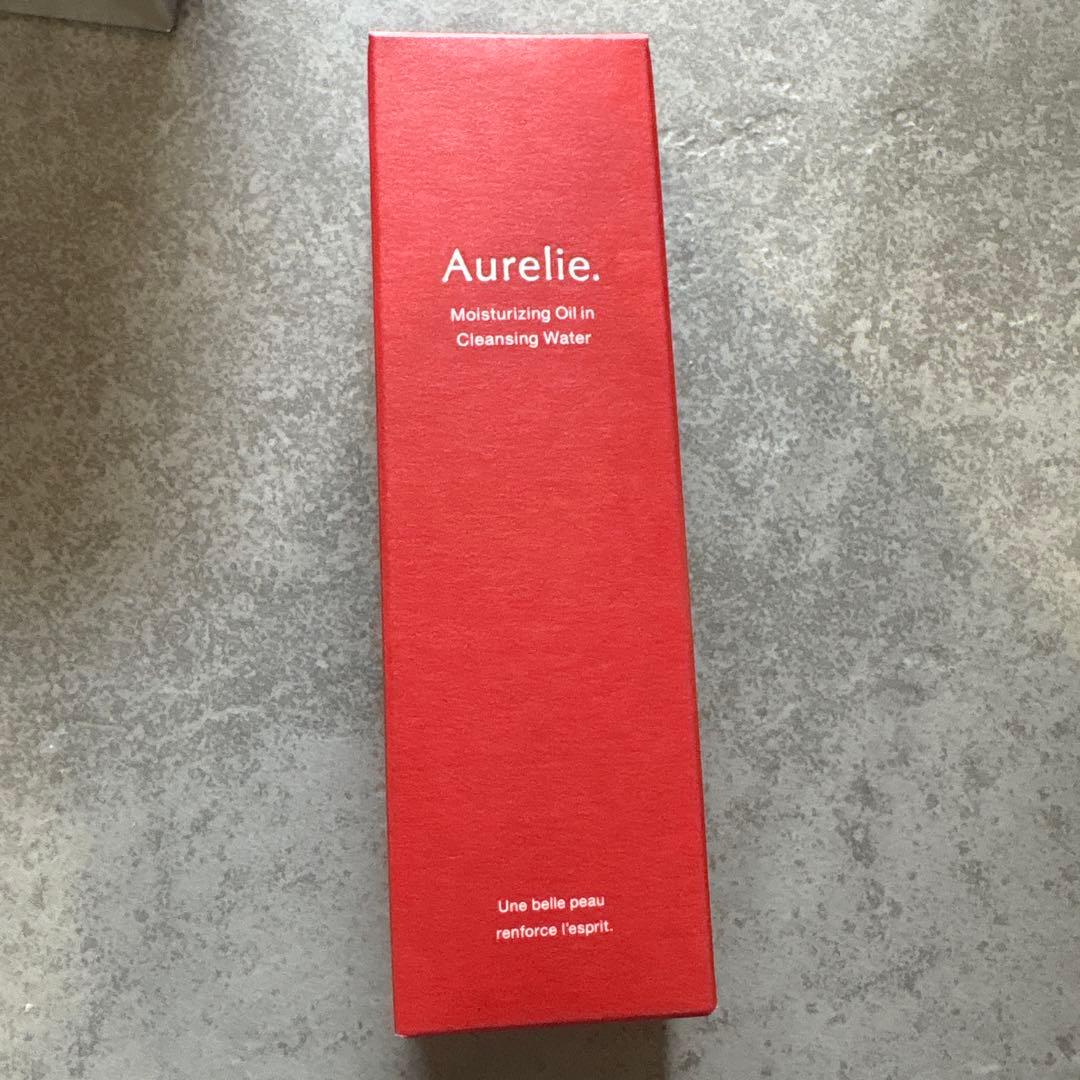 Aurelie.
Moisturizing Oil in
Cleansing Water
Une belle peau
renforce l'esprit.